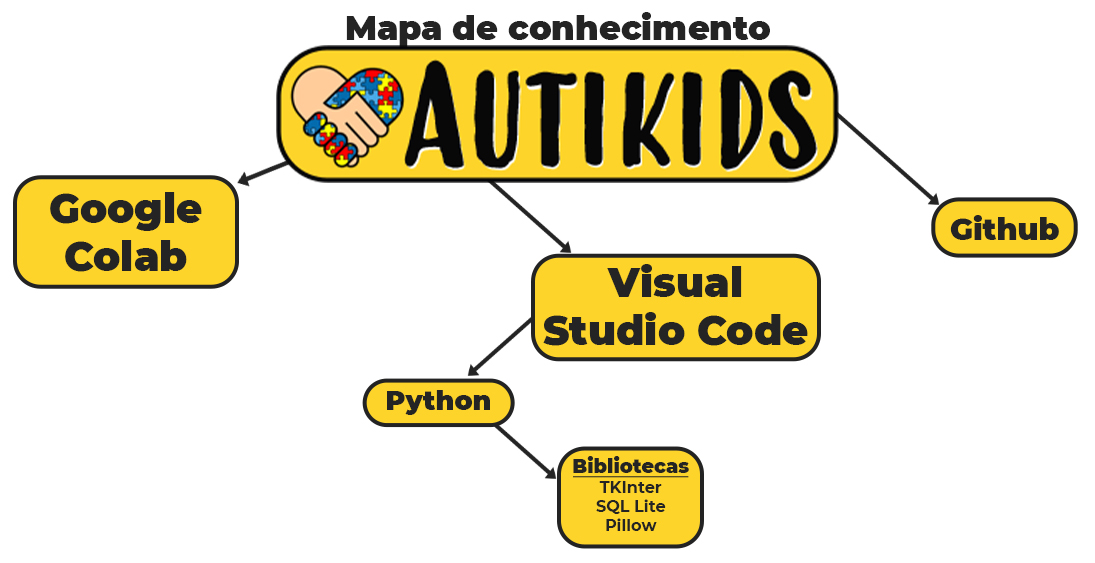 Mapa de conhecimento
AUTIKIDS
Google
Colab
Github
Visual
Studio Code
Python
Bibliotecas
TKInter
SQL Lite
Pillow